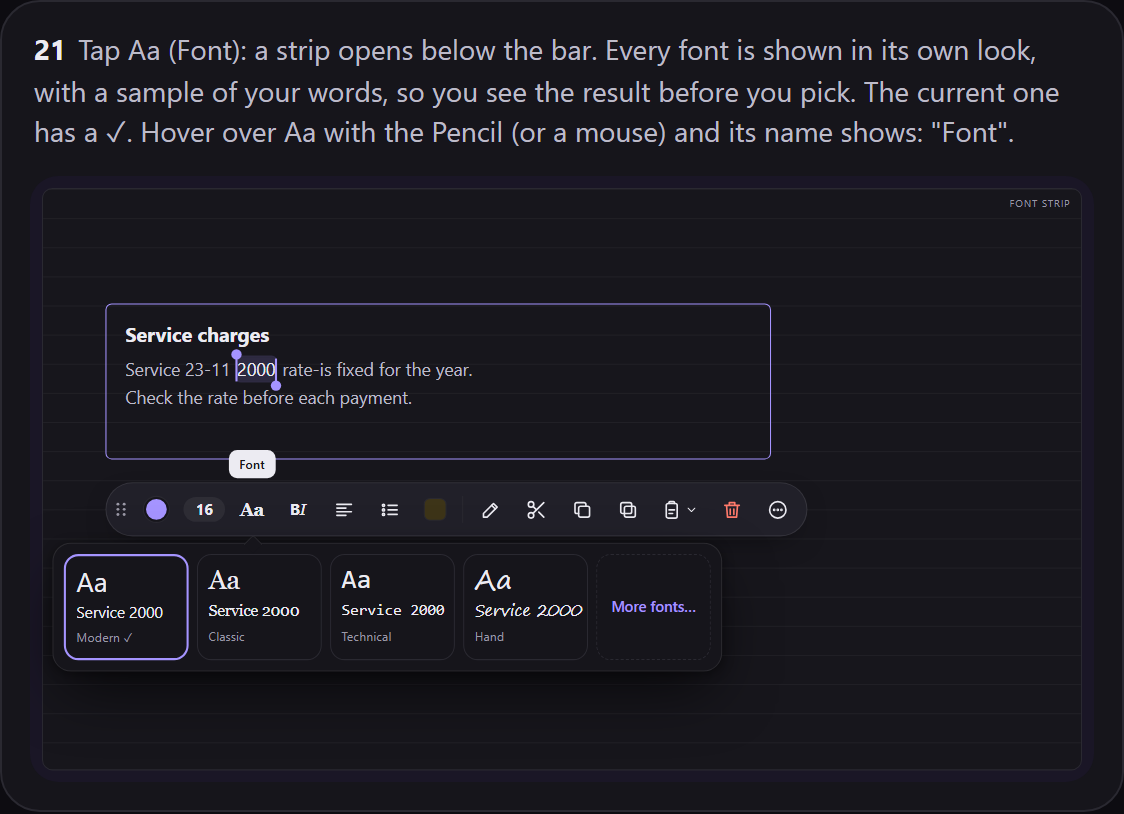 21 Tap Aa (Font): a strip opens below the bar. Every font is shown in its own look,
with a sample of your words, so you see the result before you pick. The current one
has a ✓. Hover over Aa with the Pencil (or a mouse) and its name shows: "Font".
FONT STRIP
Service charges
Service 23-11 2000 rate-is fixed for the year.
Check the rate before each payment.
Font
16 Aa BI
Aa Aa Aa Aa
Service 2000 Service 2000 Service 2000 Service 2000 More fonts...
Modern ✓ Classic Technical Hand